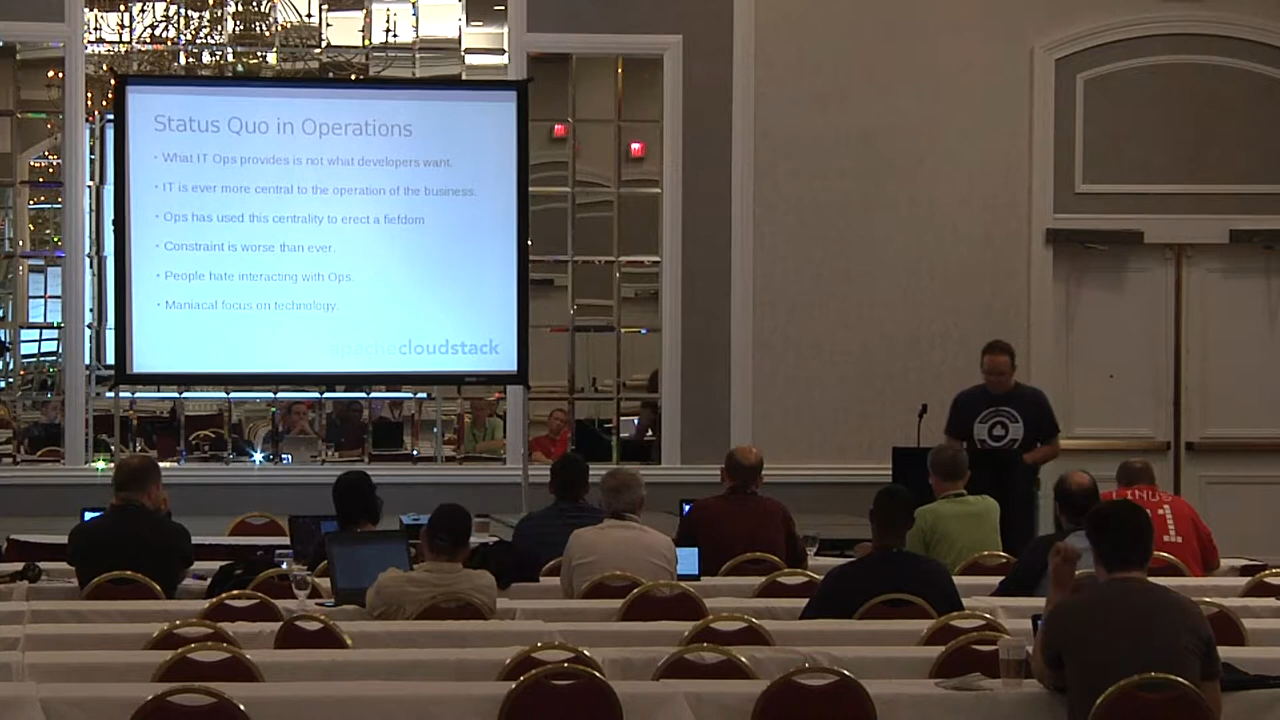 Status Quo in Operations
• What IT Ops provides is not what developers want.
• IT is ever more central to the operation of the business.
• Ops has used this centrality to erect a fiefdom
• Constraint is worse than ever.
• People hate interacting with Ops.
• Maniacal focus on technology.
apachecloudstack
LINUS
1